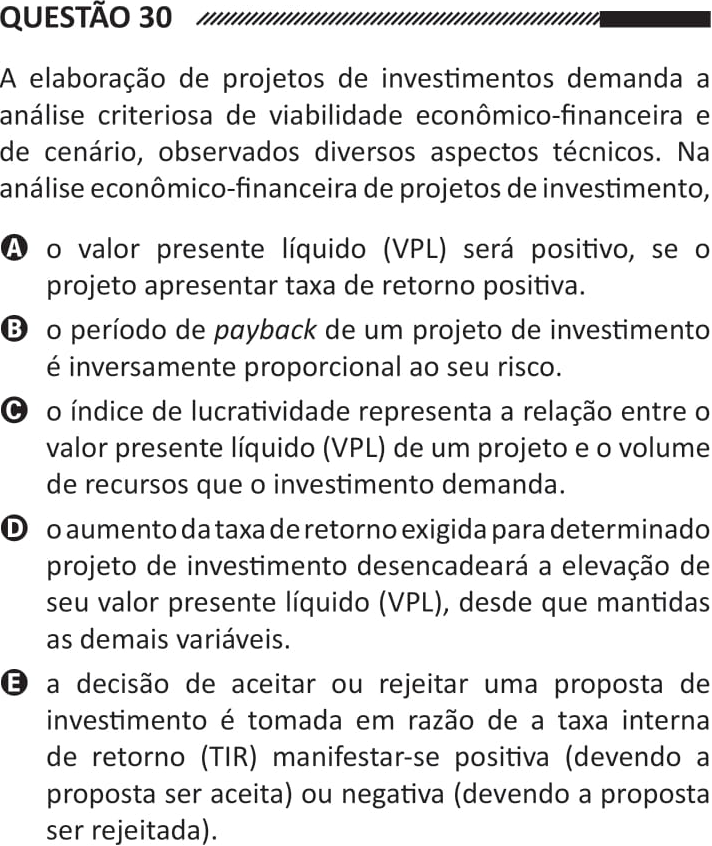 QUESTÃO 30
A elaboração de projetos de investimentos demanda a
análise criteriosa de viabilidade econômico-financeira e
de cenário, observados diversos aspectos técnicos. Na
análise econômico-financeira de projetos de investimento,
A o valor presente líquido (VPL) será positivo, se o
projeto apresentar taxa de retorno positiva.
B o período de payback de um projeto de investimento
é inversamente proporcional ao seu risco.
C o índice de lucratividade representa a relação entre o
valor presente líquido (VPL) de um projeto e o volume
de recursos que o investimento demanda.
D o aumento da taxa de retorno exigida para determinado
projeto de investimento desencadeará a elevação de
seu valor presente líquido (VPL), desde que mantidas
as demais variáveis.
E a decisão de aceitar ou rejeitar uma proposta de
investimento é tomada em razão de a taxa interna
de retorno (TIR) manifestar-se positiva (devendo a
proposta ser aceita) ou negativa (devendo a proposta
ser rejeitada).